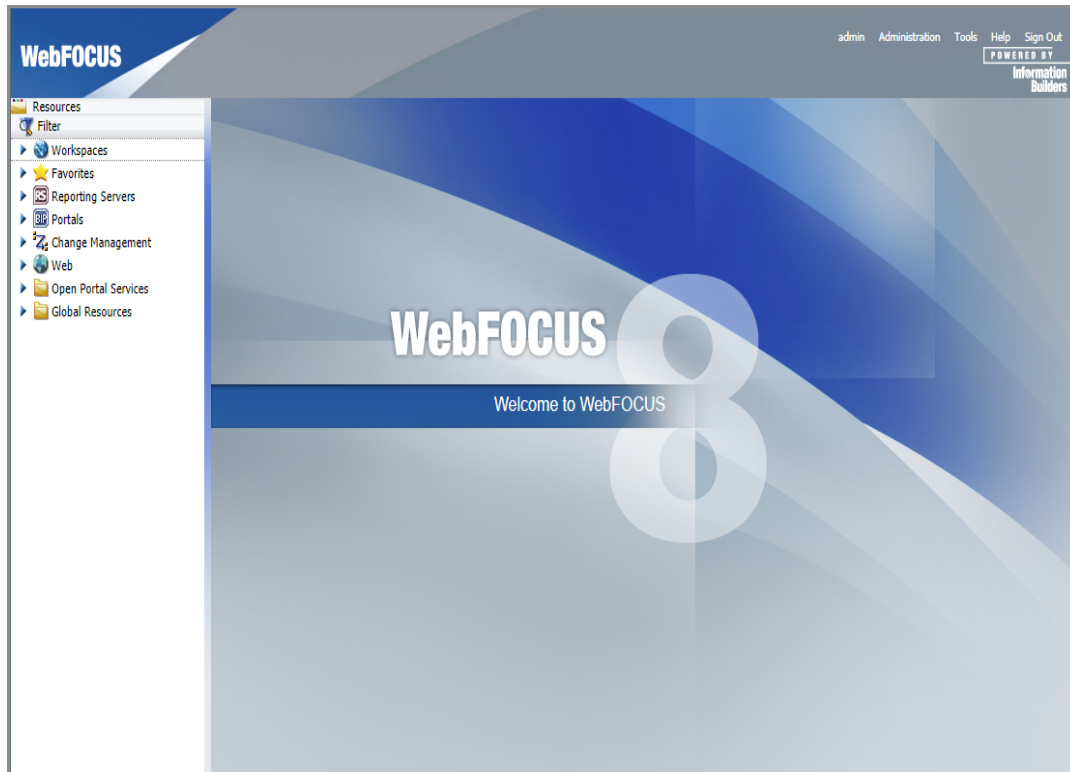 WebFOCUS
admin Administration Tools Help Sign Out
POWERED BY
Information
Builders
Resources
Filter
Workspaces
Favorites
RS Reporting Servers
BIP Portals
Change Management
Web
Open Portal Services
Global Resources
WebFOCUS 8
Welcome to WebFOCUS